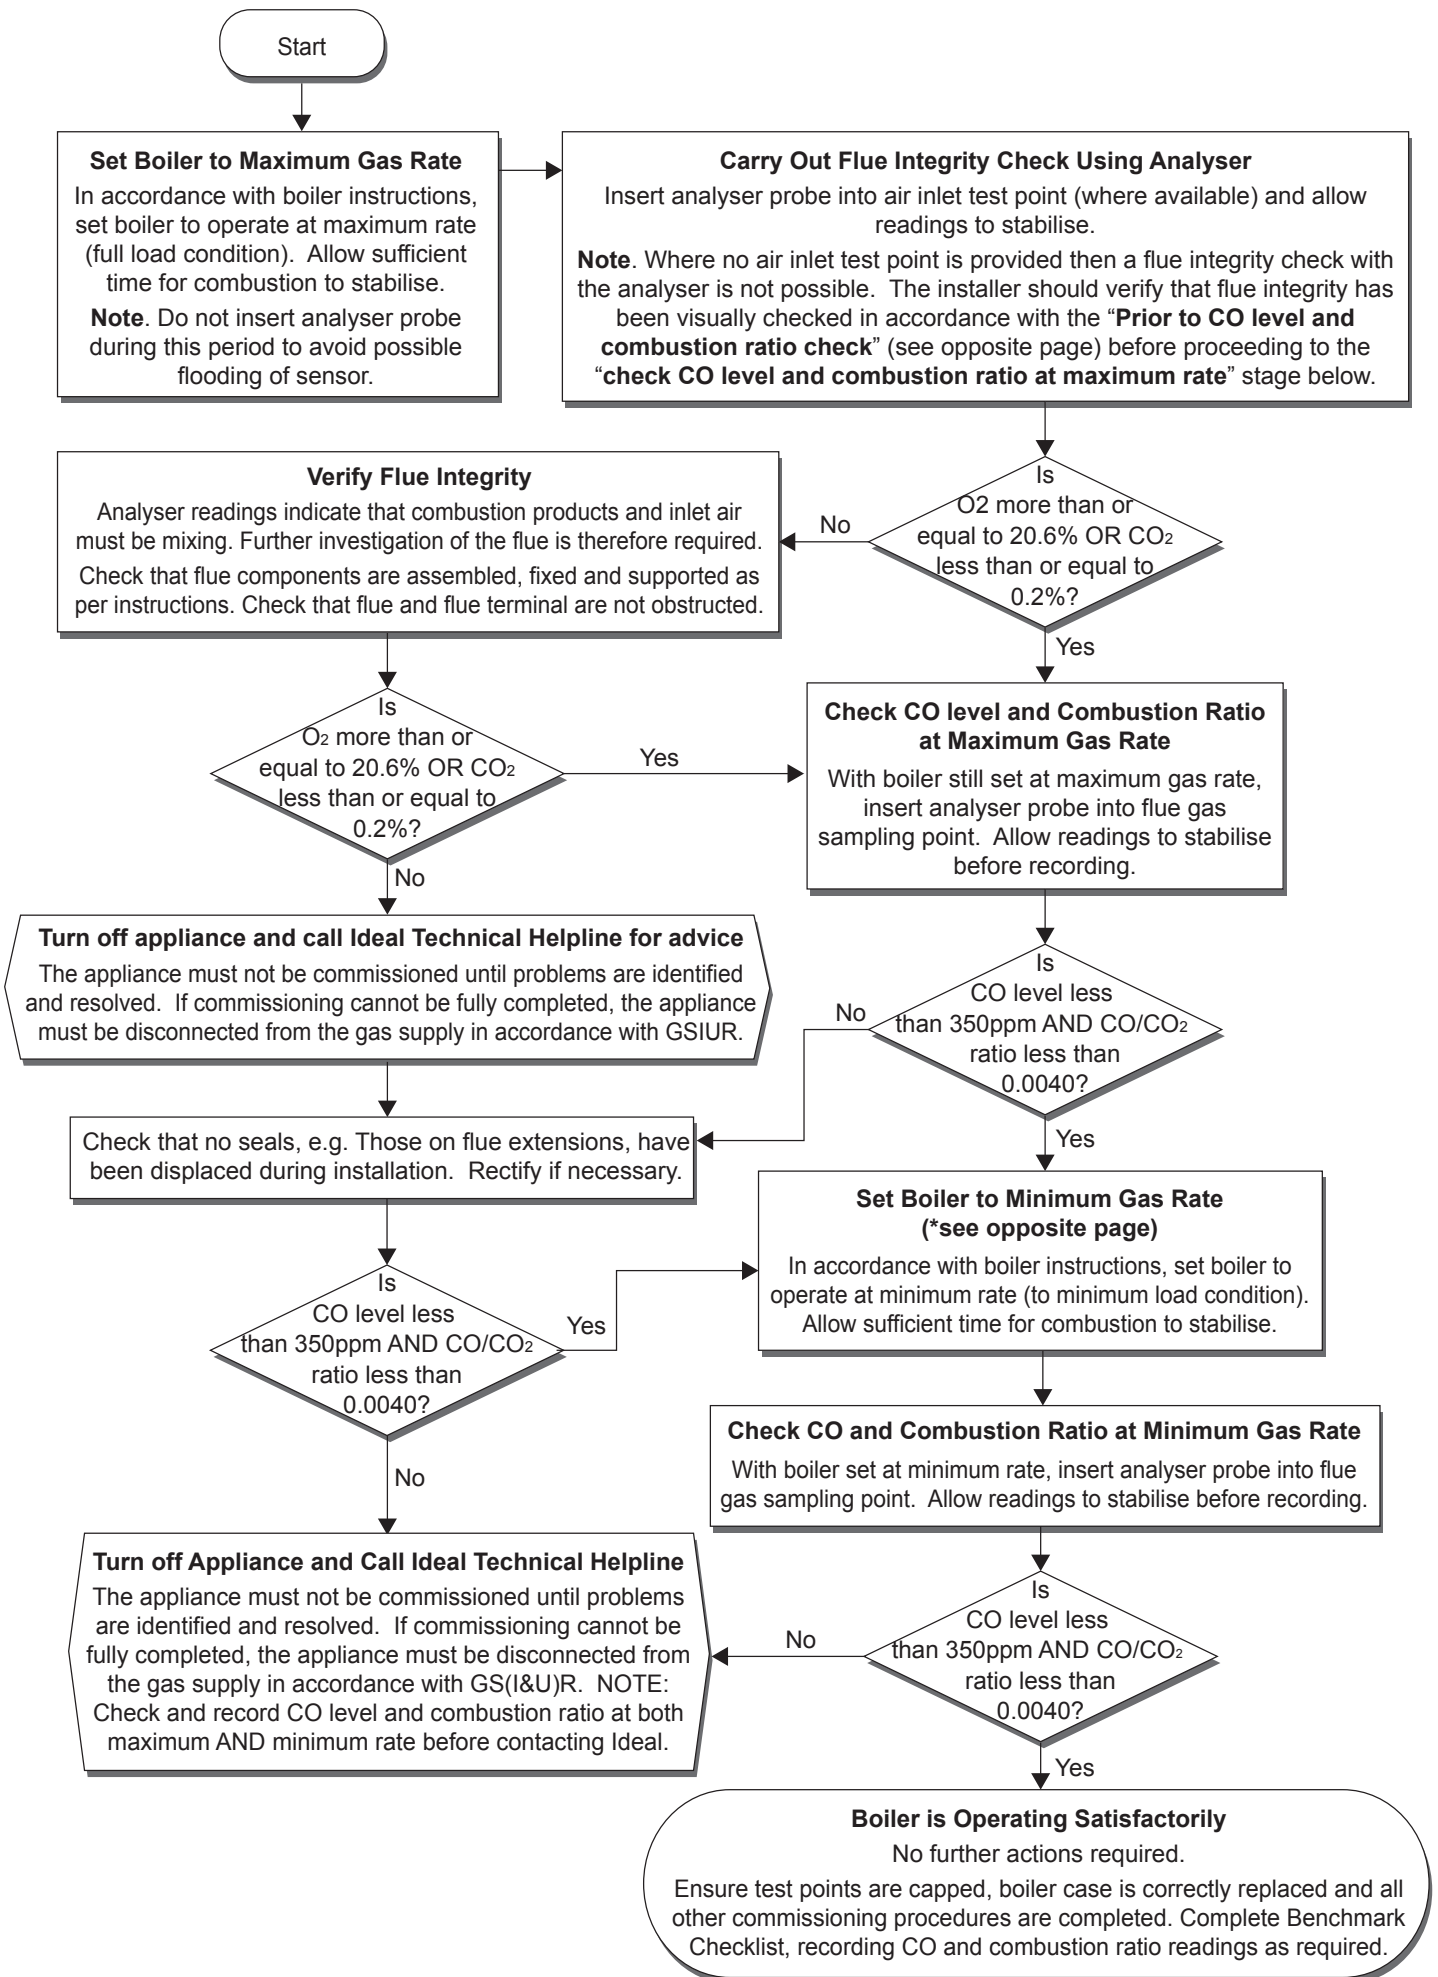 Start
Set Boiler to Maximum Gas Rate
In accordance with boiler instructions,
set boiler to operate at maximum rate
(full load condition).  Allow sufficient
time for combustion to stabilise.
Note. Do not insert analyser probe
during this period to avoid possible
flooding of sensor.
Carry Out Flue Integrity Check Using Analyser
Insert analyser probe into air inlet test point (where available) and allow
readings to stabilise.
Note. Where no air inlet test point is provided then a flue integrity check with
the analyser is not possible.  The installer should verify that flue integrity has
been visually checked in accordance with the “Prior to CO level and
combustion ratio check” (see opposite page) before proceeding to the
“check CO level and combustion ratio at maximum rate” stage below.
Is
O2 more than or
equal to 20.6% OR CO2
less than or equal to
0.2%?
No
Yes
Verify Flue Integrity
Analyser readings indicate that combustion products and inlet air
must be mixing. Further investigation of the flue is therefore required.
Check that flue components are assembled, fixed and supported as
per instructions. Check that flue and flue terminal are not obstructed.
Is
O2 more than or
equal to 20.6% OR CO2
less than or equal to
0.2%?
Yes
No
Check CO level and Combustion Ratio
at Maximum Gas Rate
With boiler still set at maximum gas rate,
insert analyser probe into flue gas
sampling point.  Allow readings to stabilise
before recording.
Turn off appliance and call Ideal Technical Helpline for advice
The appliance must not be commissioned until problems are identified
and resolved.  If commissioning cannot be fully completed, the appliance
must be disconnected from the gas supply in accordance with GSIUR.
Is
CO level less
than 350ppm AND CO/CO2
ratio less than
0.0040?
No
Yes
Check that no seals, e.g. Those on flue extensions, have
been displaced during installation.  Rectify if necessary.
Set Boiler to Minimum Gas Rate
(*see opposite page)
In accordance with boiler instructions, set boiler to
operate at minimum rate (to minimum load condition).
Allow sufficient time for combustion to stabilise.
Is
CO level less
than 350ppm AND CO/CO2
ratio less than
0.0040?
Yes
No
Check CO and Combustion Ratio at Minimum Gas Rate
With boiler set at minimum rate, insert analyser probe into flue
gas sampling point.  Allow readings to stabilise before recording.
Turn off Appliance and Call Ideal Technical Helpline
The appliance must not be commissioned until problems
are identified and resolved.  If commissioning cannot be
fully completed, the appliance must be disconnected from
the gas supply in accordance with GS(I&U)R.  NOTE:
Check and record CO level and combustion ratio at both
maximum AND minimum rate before contacting Ideal.
Is
CO level less
than 350ppm AND CO/CO2
ratio less than
0.0040?
No
Yes
Boiler is Operating Satisfactorily
No further actions required.
Ensure test points are capped, boiler case is correctly replaced and all
other commissioning procedures are completed. Complete Benchmark
Checklist, recording CO and combustion ratio readings as required.